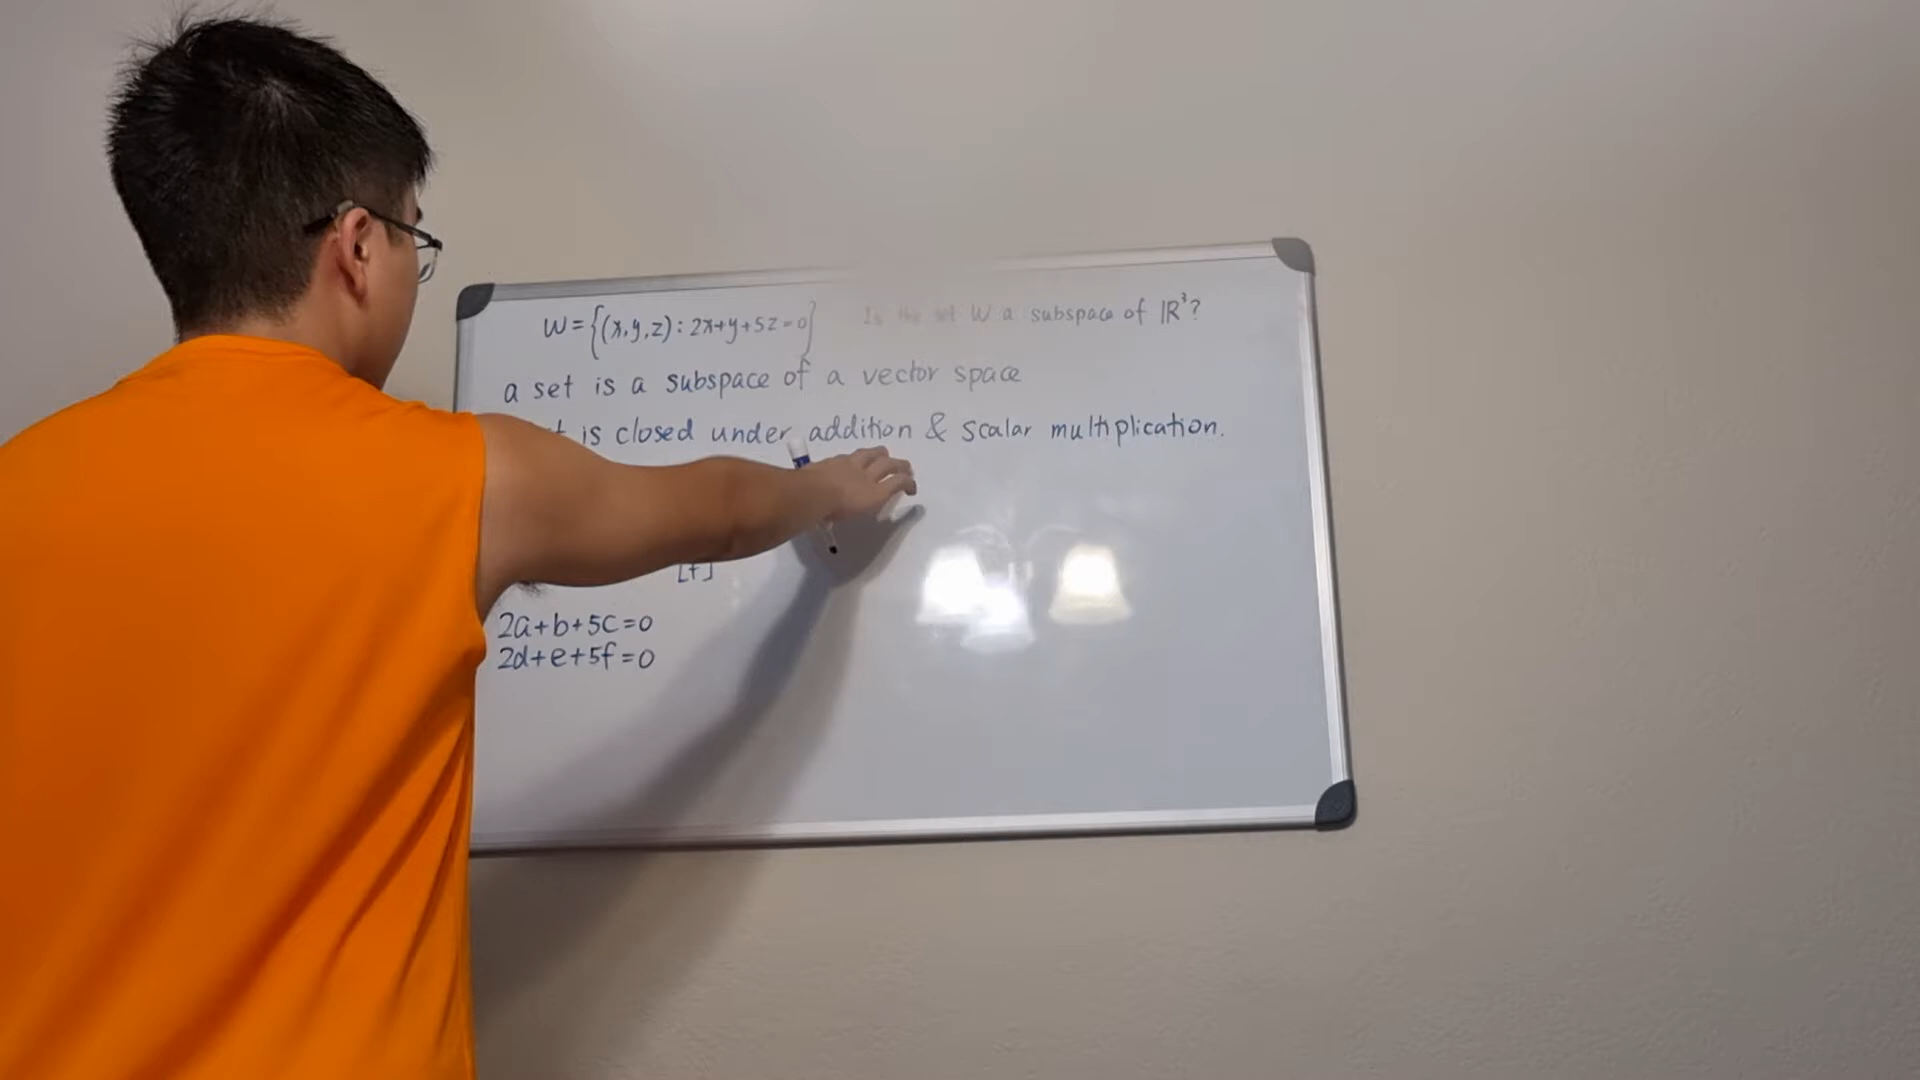 W = {(x,y,z): 2x+y+5z=0} Is the set W a subspace of ℝ³?
a set is a subspace of a vector space
is closed under addition & scalar multiplication.
[f]
2a+b+5c=0
2d+e+5f=0